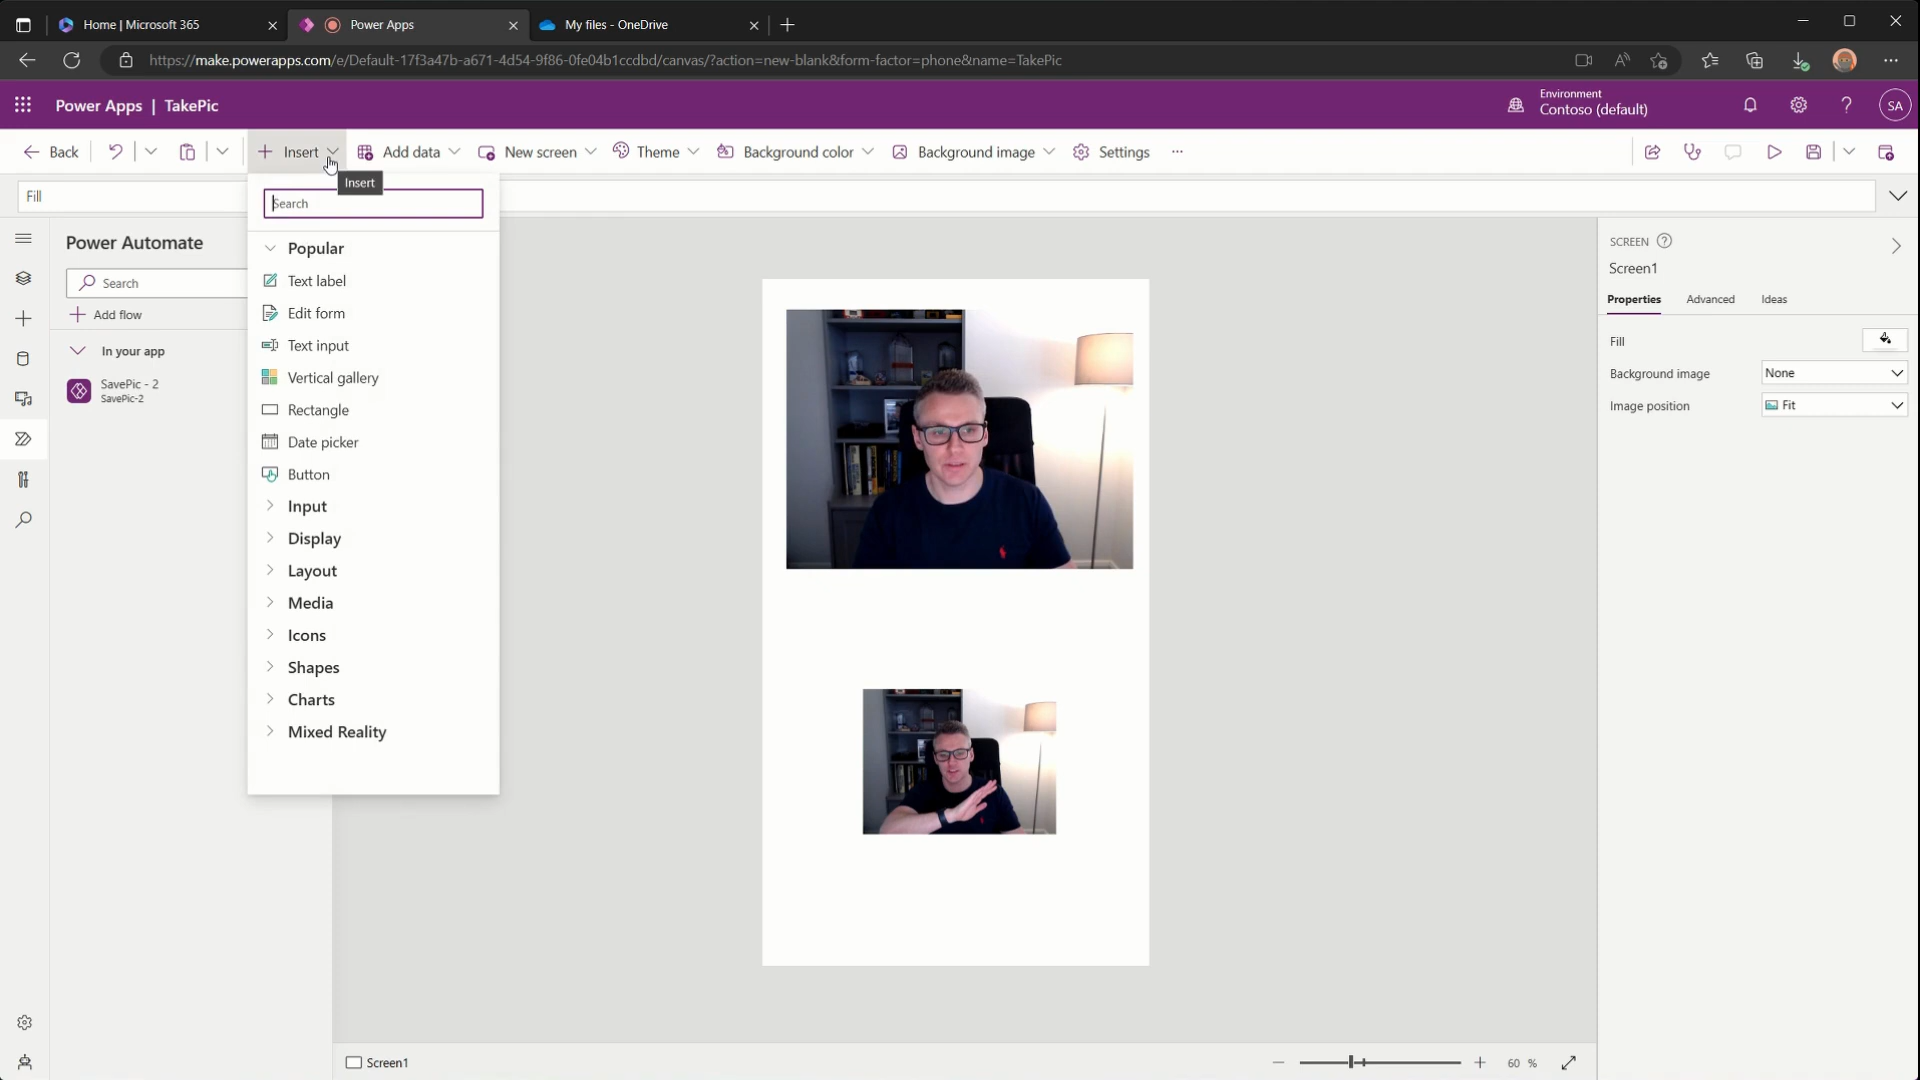 Home | Microsoft 365
Power Apps
My files - OneDrive
https://make.powerapps.com/e/Default-17f3a47b-a671-4d54-9f86-0fe04b1ccdbd/canvas/?action=new-blank&form-factor=phone&name=TakePic
Power Apps | TakePic
Environment
Contoso (default)
SA
Back
Insert
Add data
New screen
Theme
Background color
Background image
Settings
Insert
Fill
Search
Power Automate
Search
Add flow
In your app
SavePic - 2
SavePic-2
Popular
Text label
Edit form
Text input
Vertical gallery
Rectangle
Date picker
Button
Input
Display
Layout
Media
Icons
Shapes
Charts
Mixed Reality
SCREEN
Screen1
Properties
Advanced
Ideas
Fill
Background image
None
Image position
Fit
Screen1
60 %